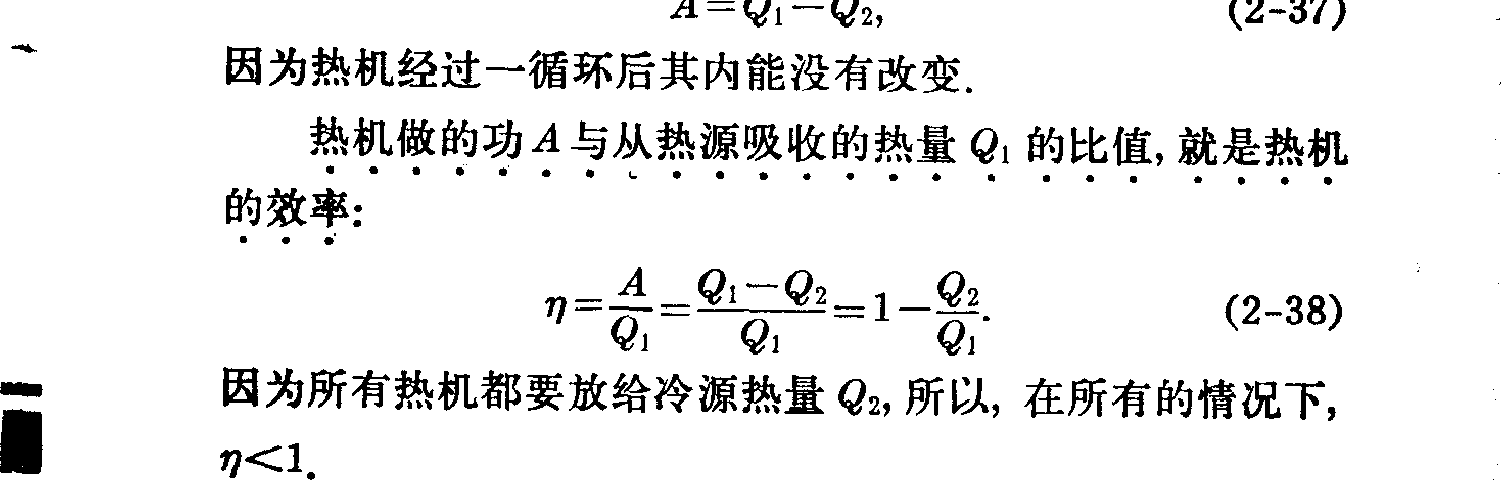 A=Q₁−Q₂, (2-37)
因为热机经过一循环后其内能没有改变.
热机做的功 A 与从热源吸收的热量 Q₁ 的比值, 就是热机
的效率:
η=A/Q₁=(Q₁−Q₂)/Q₁=1−Q₂/Q₁. (2-38)
因为所有热机都要放给冷源热量 Q₂, 所以, 在所有的情况下,
η<1.